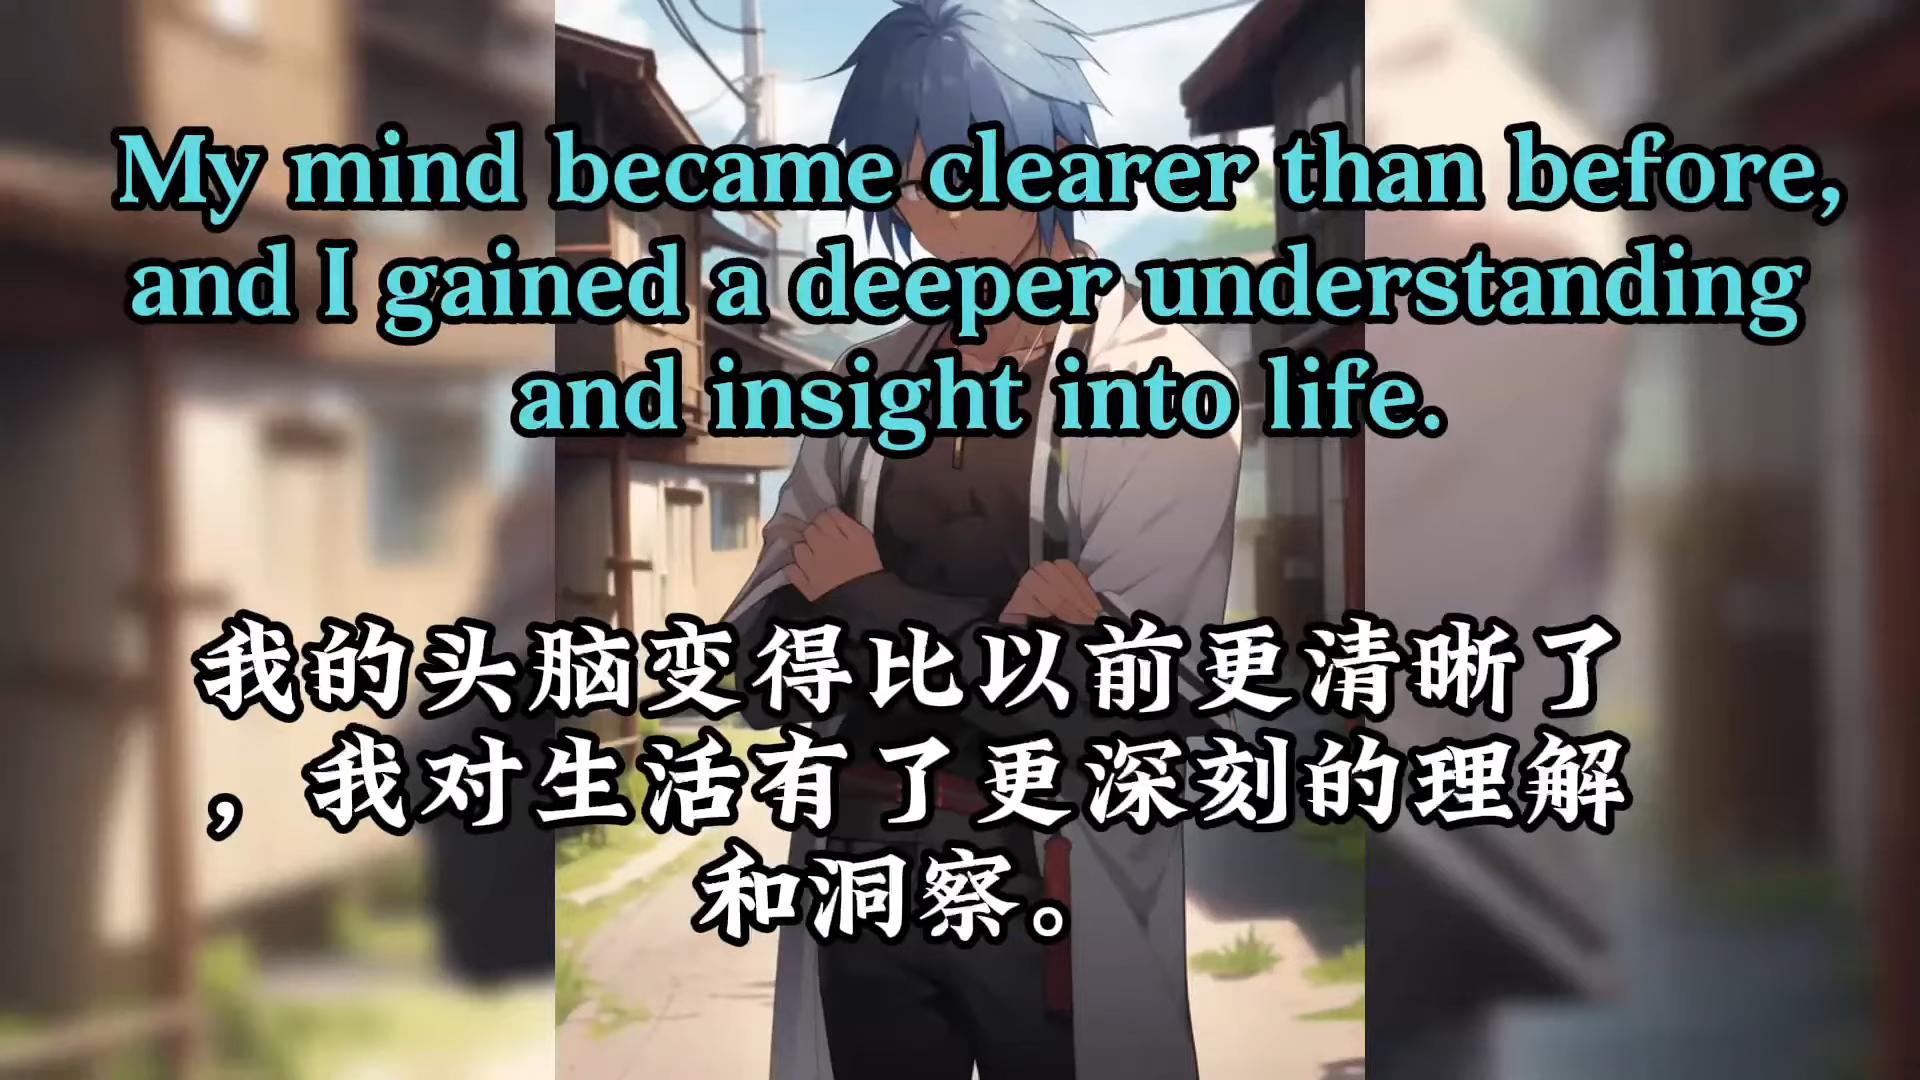 My mind became clearer than before,
and I gained a deeper understanding
and insight into life.
我的头脑变得比以前更清晰了
，我对生活有了更深刻的理解
和洞察。